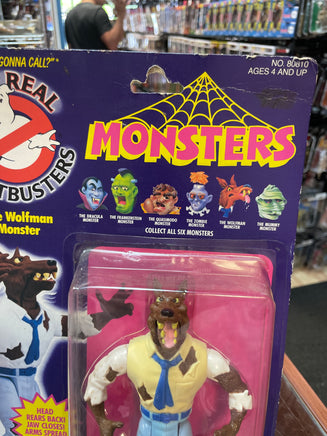 GONNA CALL?"
NO. 80610
AGES 4 AND UP
REAL
MONSTERS
THE DRACULA
MONSTER
THE FRANKENSTEIN
MONSTER
THE QUASIMODO
MONSTER
THE ZOMBIE
MONSTER
THE WOLFMAN
MONSTER
THE MUMMY
MONSTER
COLLECT ALL SIX MONSTERS
TBUSTERS
e Wolfman
Monster
HEAD
REARS BACK!
JAW CLOSES!
ARMS SPREAD